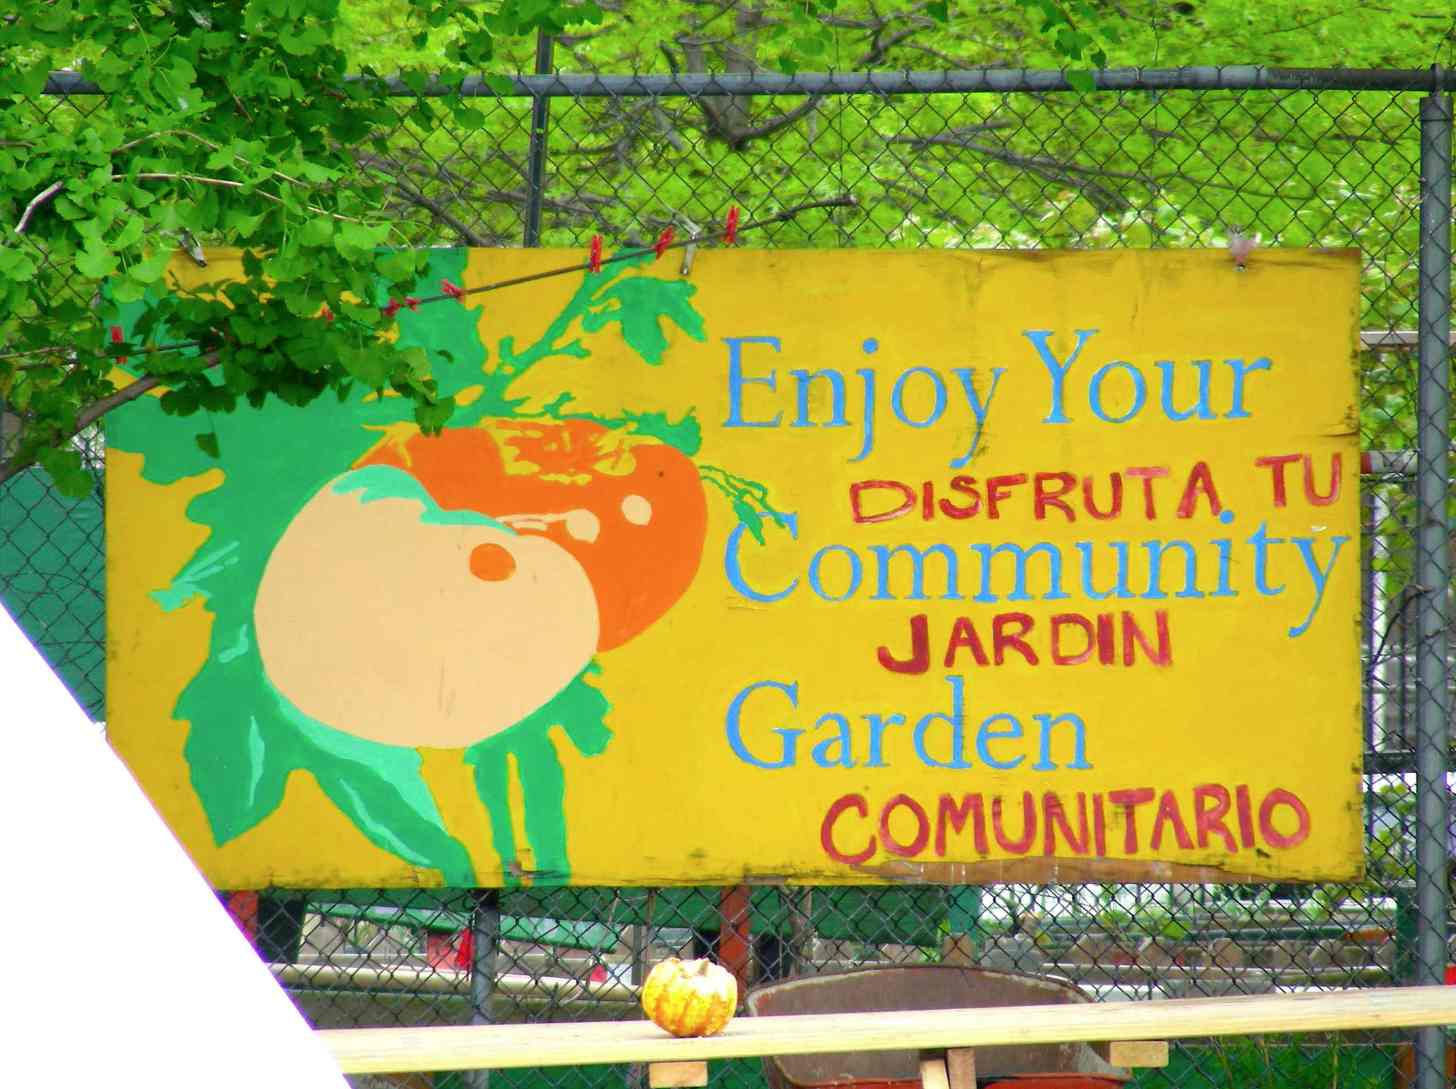 Enjoy Your
DISFRUTA TU
Community
JARDIN
Garden
COMUNITARIO